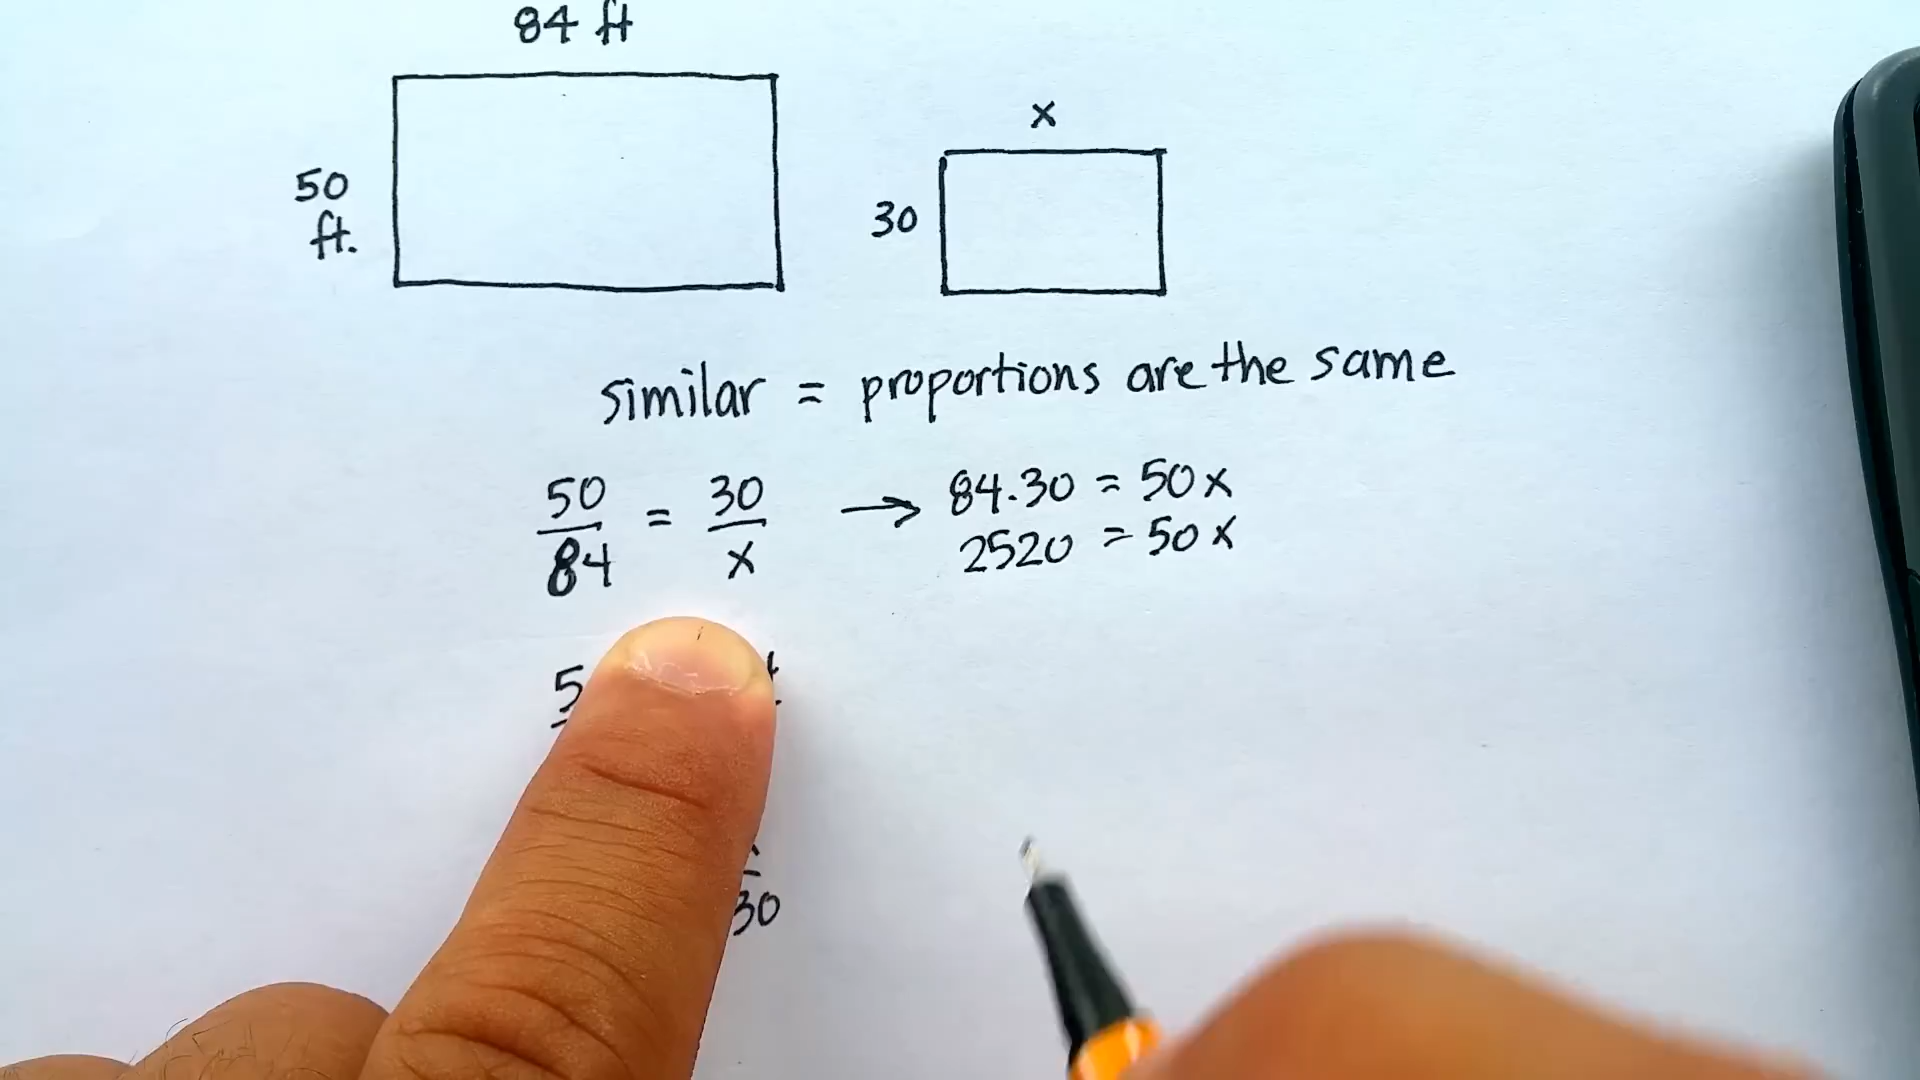 84 ft
x
50
ft.
30
similar = proportions are the same
50/84 = 30/x → 84.30 = 50x
2520 = 50x
5
30